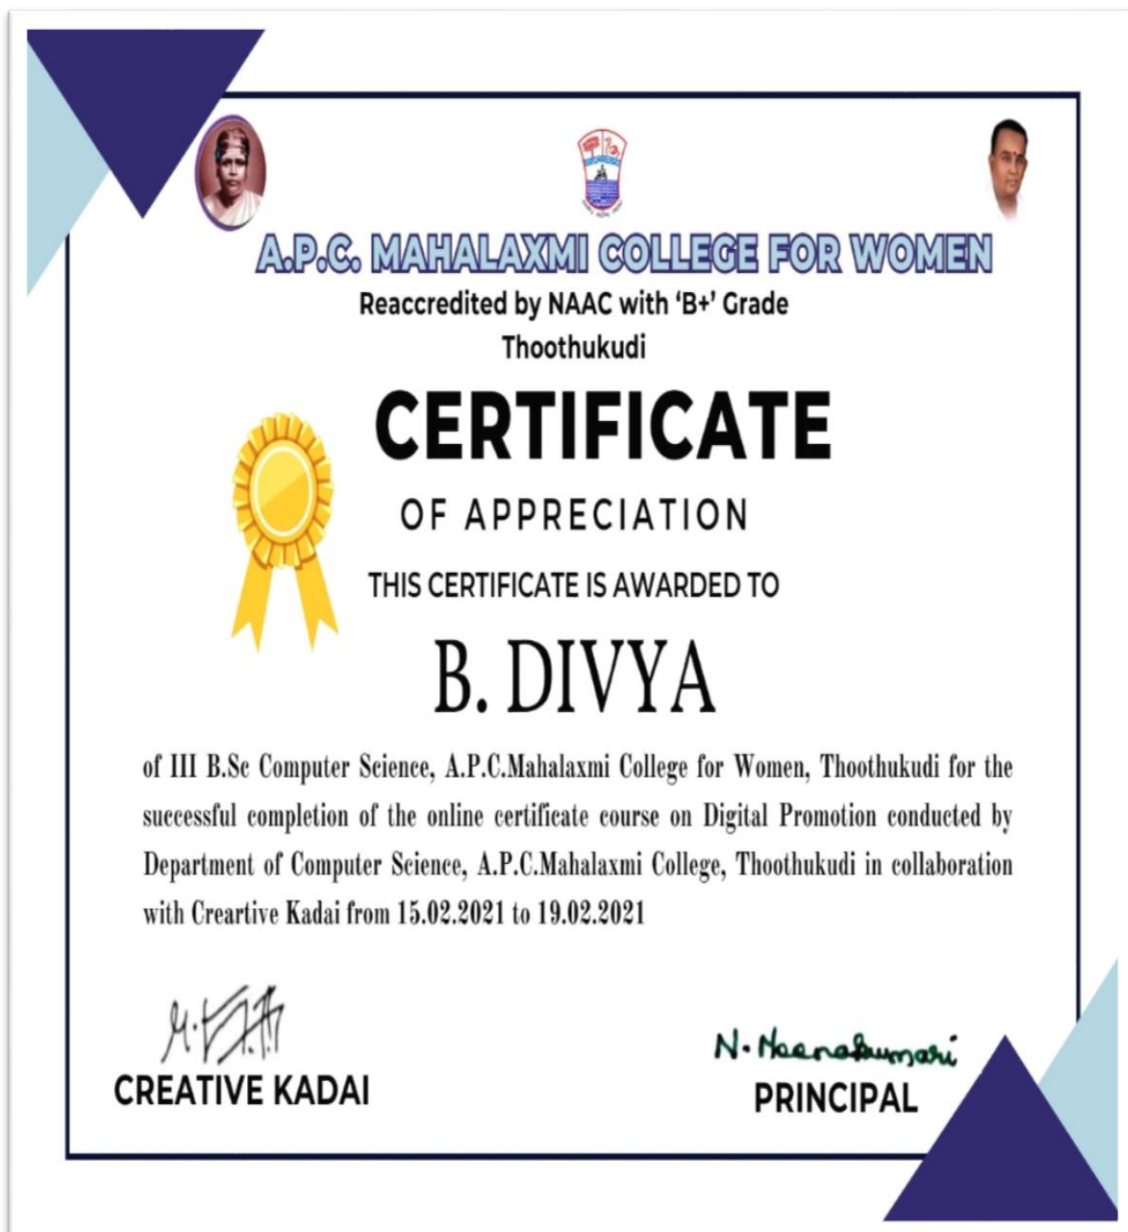 A.P.C. MAHALAXMI COLLEGE FOR WOMEN
Reaccredited by NAAC with ‘B+’ Grade
Thoothukudi
CERTIFICATE
OF APPRECIATION
THIS CERTIFICATE IS AWARDED TO
B. DIVYA
of III B.Sc Computer Science, A.P.C.Mahalaxmi College for Women, Thoothukudi for the
successful completion of the online certificate course on Digital Promotion conducted by
Department of Computer Science, A.P.C.Mahalaxmi College, Thoothukudi in collaboration
with Creartive Kadai from 15.02.2021 to 19.02.2021
N. Meenakumari
CREATIVE KADAI
PRINCIPAL